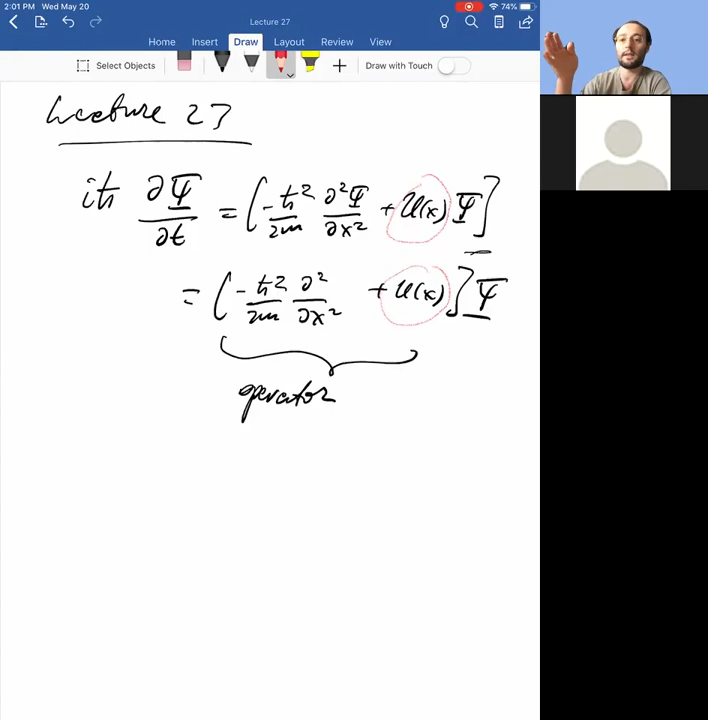 2:01 PM Wed May 20
74%
Lecture 27
Home Insert Draw Layout Review View
Select Objects
Draw with Touch
Lecture 27
iħ ∂Ψ/∂t = [-ħ²/2m ∂²Ψ/∂x² + U(x) Ψ]
= [-ħ²/2m ∂²/∂x² + U(x)] Ψ
operator